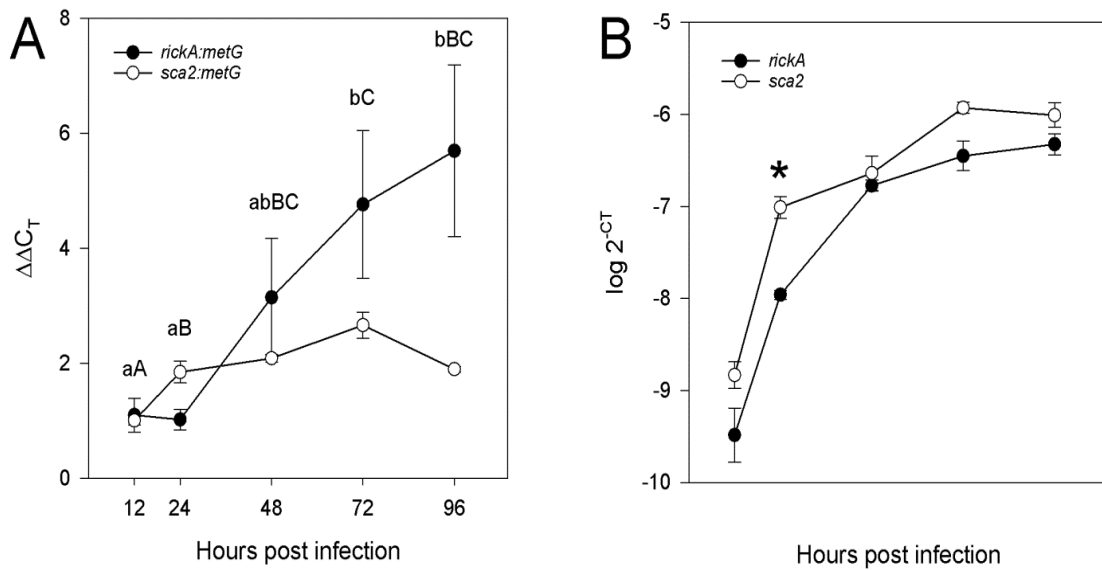 A
rickA:metG
sca2:metG
8
6
4
2
0
ΔΔC_T
aA
aB
abBC
bC
bBC
12 24 48 72 96
Hours post infection
B
rickA
sca2
-5
-6
-7
-8
-9
-10
log 2^-CT
*
Hours post infection